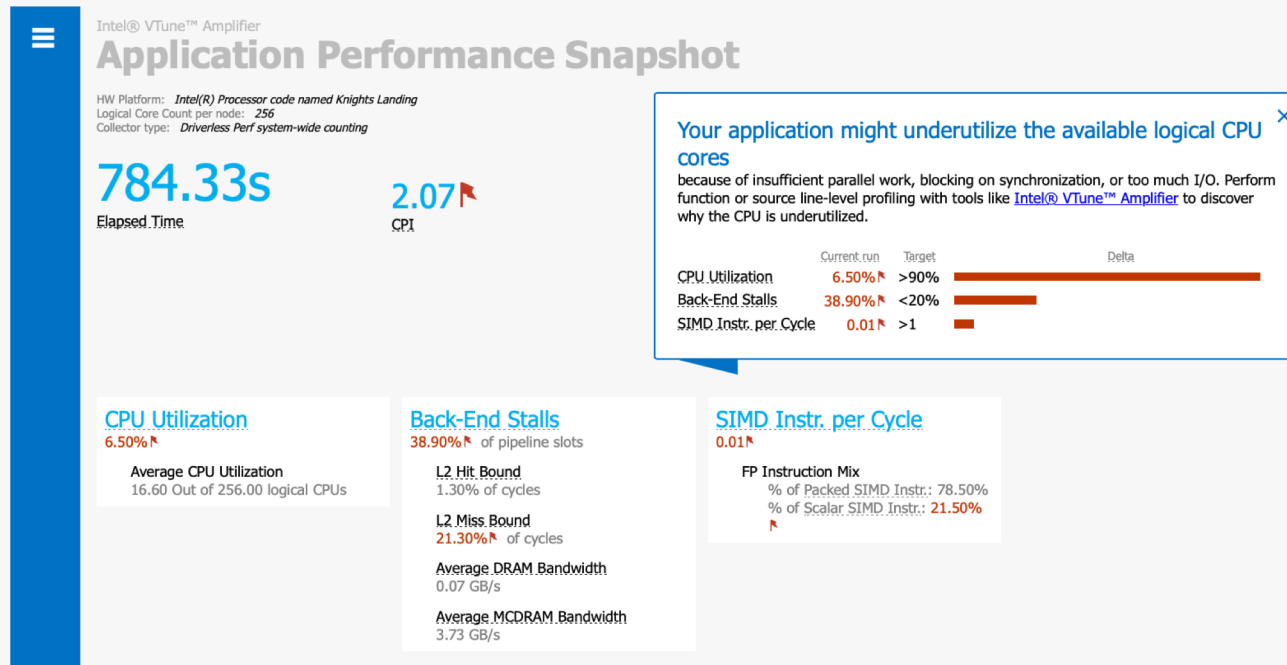 Intel® VTune™ Amplifier
Application Performance Snapshot
HW Platform: Intel(R) Processor code named Knights Landing
Logical Core Count per node: 256
Collector type: Driverless Perf system-wide counting
784.33s
Elapsed Time
2.07
CPI
Your application might underutilize the available logical CPU
cores
because of insufficient parallel work, blocking on synchronization, or too much I/O. Perform
function or source line-level profiling with tools like Intel® VTune™ Amplifier to discover
why the CPU is underutilized.
Current run Target Delta
CPU Utilization 6.50% >90%
Back-End Stalls 38.90% <20%
SIMD Instr. per Cycle 0.01 >1
CPU Utilization
6.50%
Average CPU Utilization
16.60 Out of 256.00 logical CPUs
Back-End Stalls
38.90% of pipeline slots
L2 Hit Bound
1.30% of cycles
L2 Miss Bound
21.30% of cycles
Average DRAM Bandwidth
0.07 GB/s
Average MCDRAM Bandwidth
3.73 GB/s
SIMD Instr. per Cycle
0.01
FP Instruction Mix
% of Packed SIMD Instr.: 78.50%
% of Scalar SIMD Instr.: 21.50%